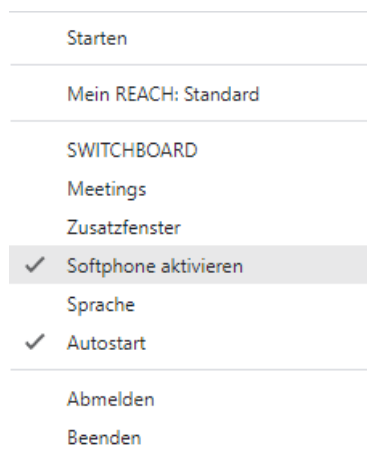 Starten
Mein REACH: Standard
SWITCHBOARD
Meetings
Zusatzfenster
Softphone aktivieren
Sprache
Autostart
Abmelden
Beenden